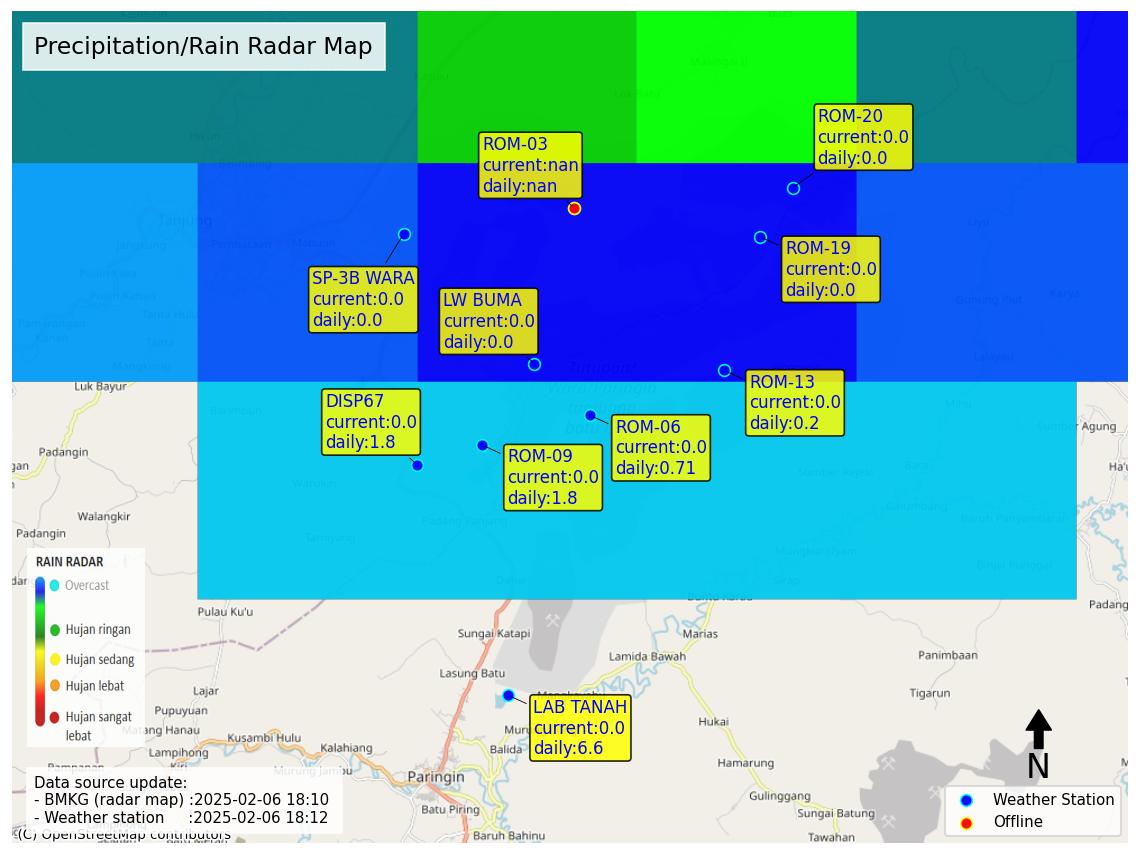 Precipitation/Rain Radar Map
ROM-20
current:0.0
daily:0.0
ROM-03
current:nan
daily:nan
ROM-19
current:0.0
daily:0.0
SP-3B WARA
current:0.0
daily:0.0
LW BUMA
current:0.0
daily:0.0
ROM-13
current:0.0
daily:0.2
DISP67
current:0.0
daily:1.8
ROM-06
current:0.0
daily:0.71
ROM-09
current:0.0
daily:1.8
LAB TANAH
current:0.0
daily:6.6
Tanjung
Luk Bayur
Padangin
Walangkir
Padangin
Pulau Ku'u
Sungai Katapi
Marias
Lamida Bawah
Panimbaan
Lasung Batu
Lajar
Tigarun
Pupuyuan
Matang Hanau
Hukai
Kusambi Hulu
Kalahiang
Lampihong
Balida
Murung Jambu
Paringin
Hamarung
Batu Piring
Gulinggang
Sungai Batung
Baruh Bahinu
Tawahan
RAIN RADAR
Overcast
Hujan ringan
Hujan sedang
Hujan lebat
Hujan sangat
lebat
Data source update:
- BMKG (radar map) :2025-02-06 18:10
- Weather station :2025-02-06 18:12
(C) OpenStreetMap contributors
N
Weather Station
Offline